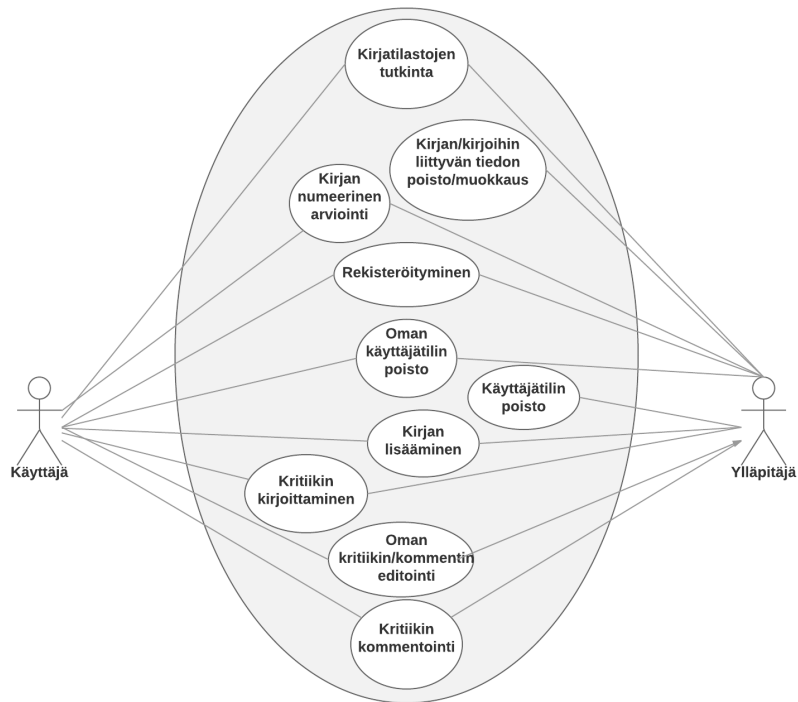 Kirjatilastojen
tutkinta
Kirjan/kirjoihin
liittyvän tiedon
poisto/muokkaus
Kirjan
numeerinen
arviointi
Rekisteröityminen
Oman
käyttäjätilin
poisto
Käyttäjätilin
poisto
Kirjan
lisääminen
Käyttäjä
Ylläpitäjä
Kritiikin
kirjoittaminen
Oman
kritiikin/kommentin
editointi
Kritiikin
kommentointi